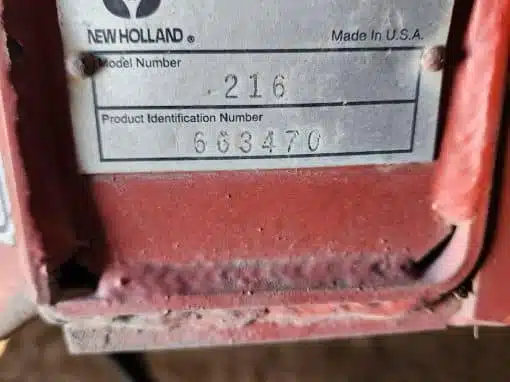 NEW HOLLAND ® Made In U.S.A.
Model Number
216
Product Identification Number
663470